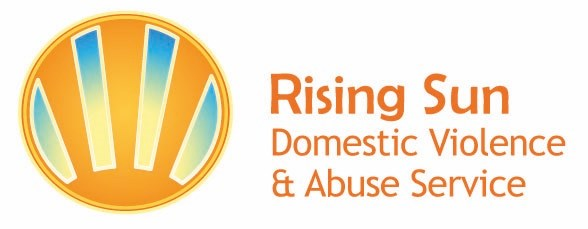 Rising Sun
Domestic Violence
& Abuse Service